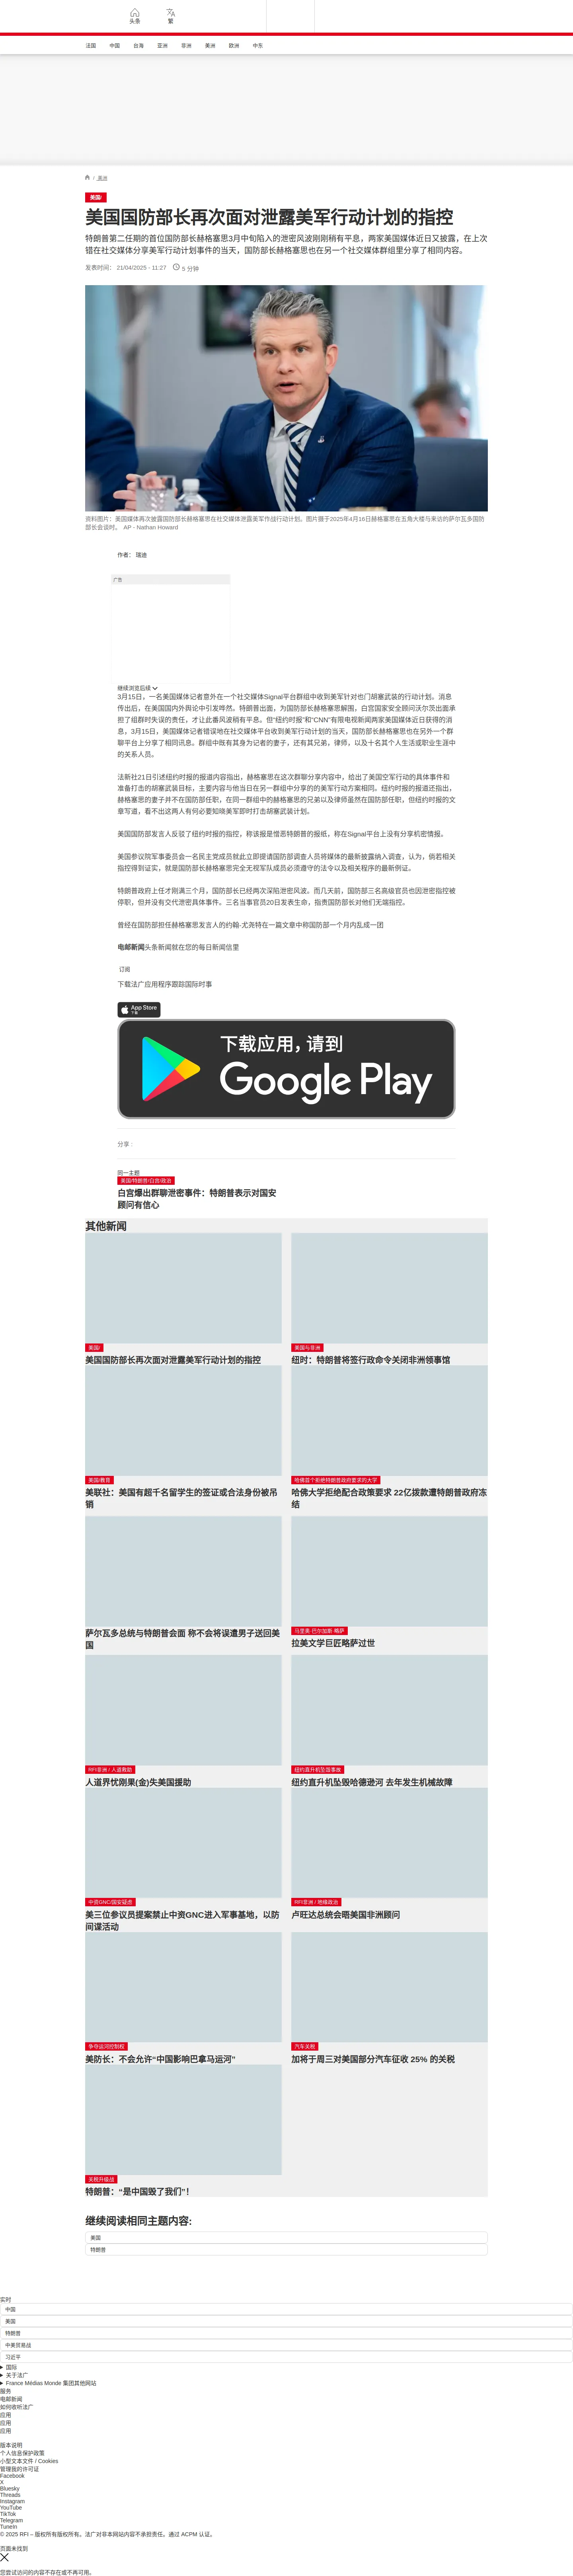 头条
繁
法国
中国
台海
亚洲
非洲
美洲
欧洲
中东
/ 美洲
美国/
美国国防部长再次面对泄露美军行动计划的指控
特朗普第二任期的首位国防部长赫格塞思3月中旬陷入的泄密风波刚刚稍有平息，两家美国媒体近日又披露，在上次
错在社交媒体分享美军行动计划事件的当天，国防部长赫格塞思也在另一个社交媒体群组里分享了相同内容。
发表时间： 21/04/2025 - 11:27
5 分钟
资料图片：美国媒体再次披露国防部长赫格塞思在社交媒体泄露美军作战行动计划。图片摄于2025年4月16日赫格塞思在五角大楼与来访的萨尔瓦多国防
部长会谈时。 AP - Nathan Howard
作者： 瑞迪
广告
继续浏览后续
3月15日，一名美国媒体记者意外在一个社交媒体Signal平台群组中收到美军针对也门胡塞武装的行动计划。消息
传出后，在美国国内外舆论中引发哗然。特朗普出面，为国防部长赫格塞思解围，白宫国家安全顾问沃尔茨出面承
担了组群时失误的责任，才让此番风波稍有平息。但“纽约时报”和“CNN”有限电视新闻两家美国媒体近日获得的消
息，3月15日，美国媒体记者错误地在社交媒体平台收到美军行动计划的当天，国防部长赫格塞思也在另外一个群
聊平台上分享了相同讯息。群组中既有其身为记者的妻子，还有其兄弟，律师，以及十名其个人生活或职业生涯中
的关系人员。
法新社21日引述纽约时报的报道内容指出，赫格塞思在这次群聊分享内容中，给出了美国空军行动的具体事件和
准备打击的胡塞武装目标，主要内容与他当日在另一群组中分享的的美军行动方案相同。纽约时报的报道还指出，
赫格塞思的妻子并不在国防部任职，在同一群组中的赫格塞思的兄弟以及律师虽然在国防部任职，但纽约时报的文
章写道，看不出这两人有何必要知晓美军即时打击胡塞武装计划。
美国国防部发言人反驳了纽约时报的指控，称该报是憎恶特朗普的报纸，称在Signal平台上没有分享机密情报。
美国参议院军事委员会一名民主党成员就此立即提请国防部调查人员将媒体的最新披露纳入调查，认为，倘若相关
指控得到证实，就是国防部长赫格塞思完全无视军队成员必须遵守的法令以及相关程序的最新例证。
特朗普政府上任才刚满三个月，国防部长已经两次深陷泄密风波。而几天前，国防部三名高级官员也因泄密指控被
停职，但并没有交代泄密具体事件。三名当事官员20日发表生命，指责国防部长对他们无端指控。
曾经在国防部担任赫格塞思发言人的约翰-尤尧特在一篇文章中称国防部一个月内乱成一团
电邮新闻头条新闻就在您的每日新闻信里
订阅
下载法广应用程序跟踪国际时事
App Store
下载
下载应用，请到
Google Play
分享 :
同一主题
美国/特朗普/白宫/政治
白宫爆出群聊泄密事件：特朗普表示对国安
顾问有信心
其他新闻
美国/
美国国防部长再次面对泄露美军行动计划的指控
美国与非洲
纽时：特朗普将签行政命令关闭非洲领事馆
美国/教育
美联社：美国有超千名留学生的签证或合法身份被吊
销
哈佛首个拒绝特朗普政府要求的大学
哈佛大学拒绝配合政策要求 22亿拨款遭特朗普政府冻
结
萨尔瓦多总统与特朗普会面 称不会将误遣男子送回美
国
马里奥·巴尔加斯·略萨
拉美文学巨匠略萨过世
RFI非洲 / 人道救助
人道界忧刚果(金)失美国援助
纽约直升机坠毁事故
纽约直升机坠毁哈德逊河 去年发生机械故障
中资GNC/国安疑虑
美三位参议员提案禁止中资GNC进入军事基地，以防
间谍活动
RFI非洲 / 地缘政治
卢旺达总统会晤美国非洲顾问
争夺运河控制权
美防长：不会允许“中国影响巴拿马运河”
汽车关税
加将于周三对美国部分汽车征收 25% 的关税
关税升级战
特朗普：“是中国毁了我们”！
继续阅读相同主题内容:
美国
特朗普
实时
中国
美国
特朗普
中美贸易战
习近平
国际
关于法广
France Médias Monde 集团其他网站
服务
电邮新闻
如何收听法广
应用
应用
应用
版本说明
个人信息保护政策
小型文本文件 / Cookies
管理我的许可证
Facebook
X
Bluesky
Threads
Instagram
YouTube
TikTok
Telegram
TuneIn
© 2025 RFI – 版权所有版权所有。法广对非本网站内容不承担责任。通过 ACPM 认证。
页面未找到
您尝试访问的内容不存在或不再可用。